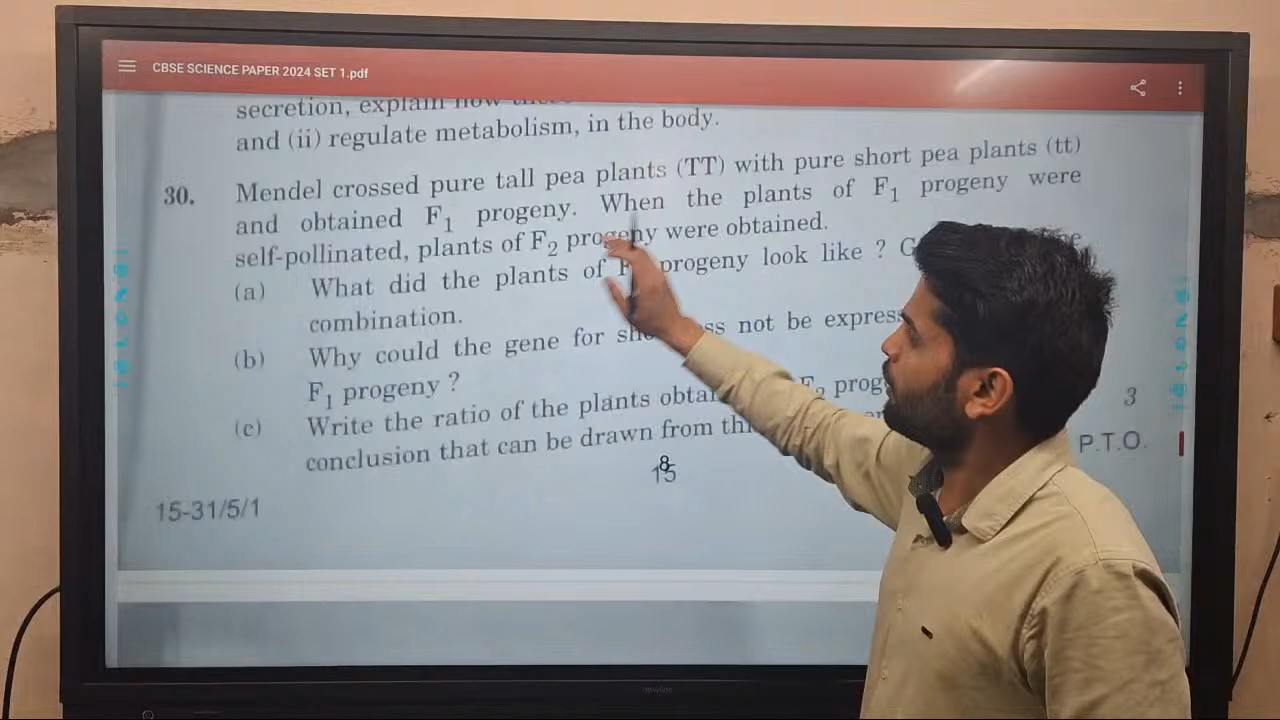 CBSE SCIENCE PAPER 2024 SET 1.pdf
secretion, explain how
and (ii) regulate metabolism, in the body.
30. Mendel crossed pure tall pea plants (TT) with pure short pea plants (tt)
and obtained F1 progeny. When the plants of F1 progeny were
self-pollinated, plants of F2 progeny were obtained.
(a) What did the plants of F progeny look like ?
combination.
(b) Why could the gene for not be express
F1 progeny ?
(c) Write the ratio of the plants F2
conclusion that can be drawn from
3
P.T.O.
15-31/5/1